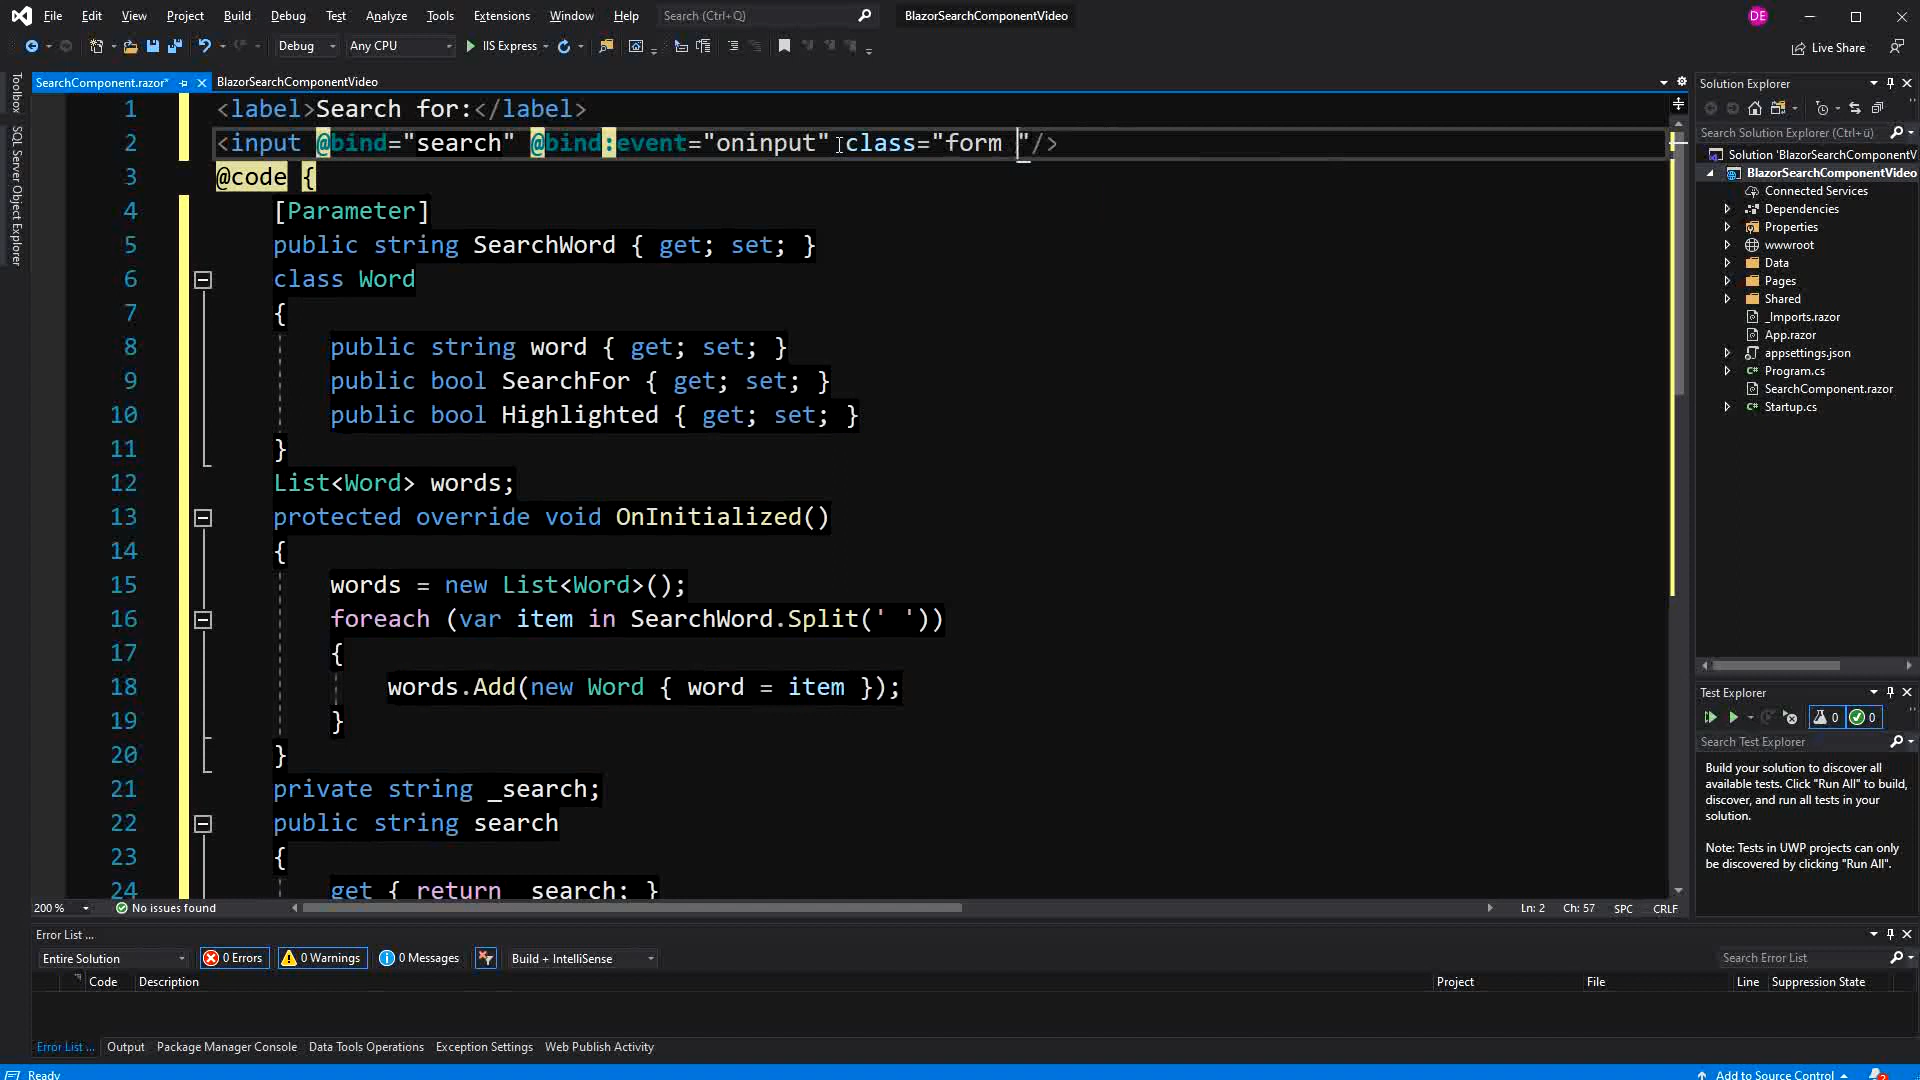 File Edit View Project Build Debug Test Analyze Tools Extensions Window Help Search (Ctrl+Q) BlazorSearchComponentVideo DE
Debug Any CPU IIS Express Live Share
SearchComponent.razor* BlazorSearchComponentVideo
Toolbox
SQL Server Object Explorer
1 <label>Search for:</label>
2 <input @bind="search" @bind:event="oninput" class="form "/>
3 @code {
4 [Parameter]
5 public string SearchWord { get; set; }
6 class Word
7 {
8 public string word { get; set; }
9 public bool SearchFor { get; set; }
10 public bool Highlighted { get; set; }
11 }
12 List<Word> words;
13 protected override void OnInitialized()
14 {
15 words = new List<Word>();
16 foreach (var item in SearchWord.Split(' '))
17 {
18 words.Add(new Word { word = item });
19 }
20 }
21 private string _search;
22 public string search
23 {
24 get { return _search; }
200 % No issues found Ln: 2 Ch: 57 SPC CRLF
Solution Explorer
Search Solution Explorer (Ctrl+ü)
Solution 'BlazorSearchComponentV
BlazorSearchComponentVideo
Connected Services
Dependencies
Properties
wwwroot
Data
Pages
Shared
_Imports.razor
App.razor
appsettings.json
C# Program.cs
SearchComponent.razor
C# Startup.cs
Test Explorer
0 0
Search Test Explorer
Build your solution to discover all
available tests. Click "Run All" to build,
discover, and run all tests in your
solution.
Note: Tests in UWP projects can only
be discovered by clicking "Run All".
Error List ...
Entire Solution 0 Errors 0 Warnings 0 Messages Build + IntelliSense Search Error List
Code Description Project File Line Suppression State
Error List ... Output Package Manager Console Data Tools Operations Exception Settings Web Publish Activity
Ready Add to Source Control 2